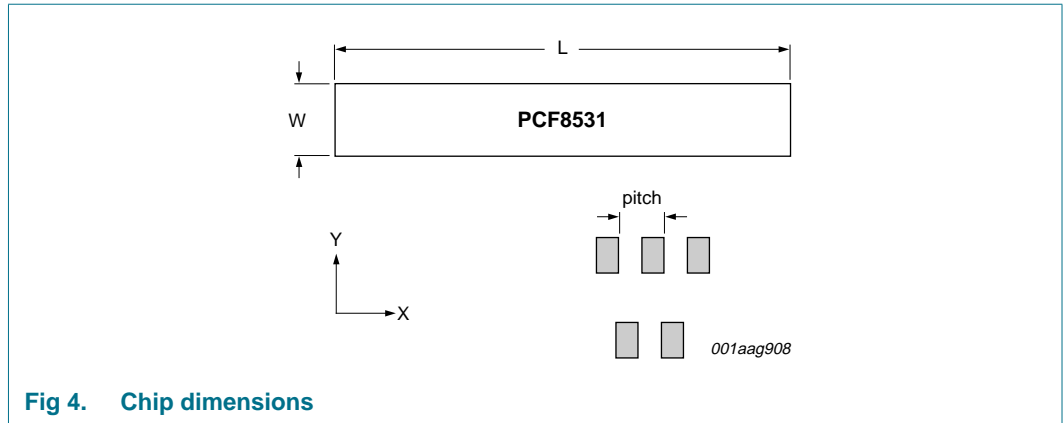 L
W
PCF8531
pitch
Y
X
001aag908
Fig 4. Chip dimensions